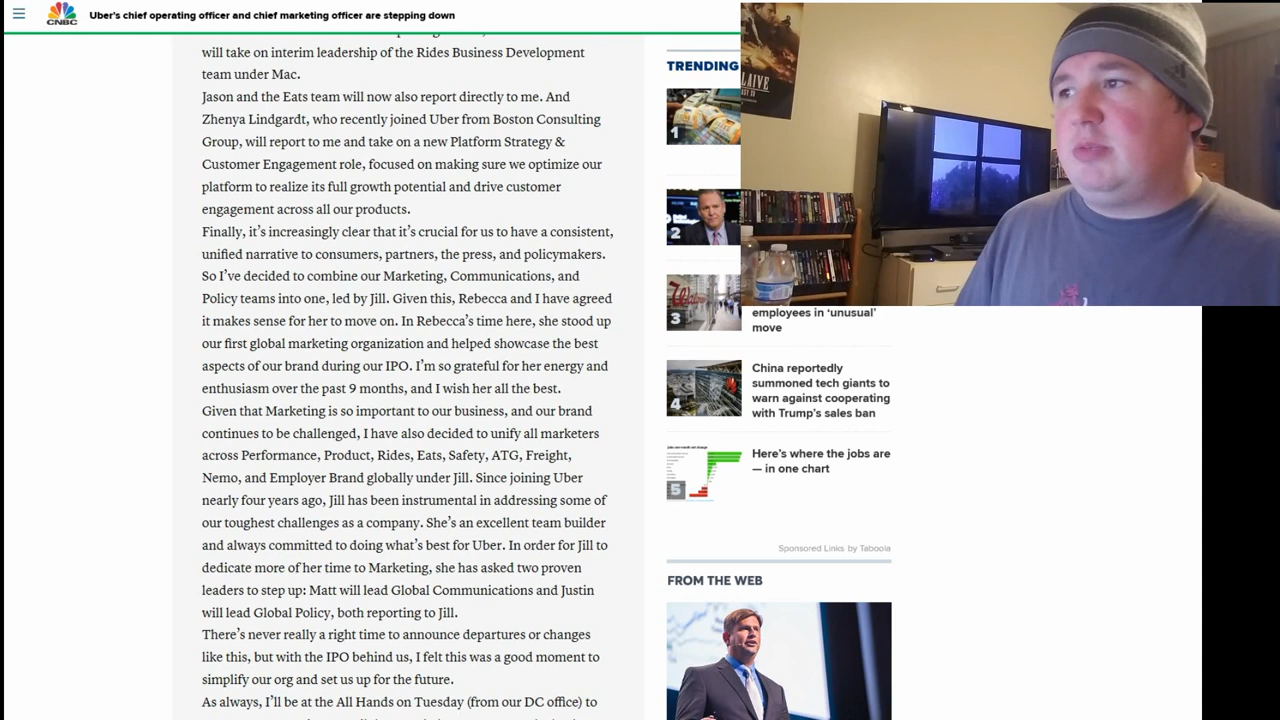 CNBC
Uber's chief operating officer and chief marketing officer are stepping down
will take on interim leadership of the Rides Business Development
team under Mac.
Jason and the Eats team will now also report directly to me. And
Zhenya Lindgardt, who recently joined Uber from Boston Consulting
Group, will report to me and take on a new Platform Strategy &
Customer Engagement role, focused on making sure we optimize our
platform to realize its full growth potential and drive customer
engagement across all our products.
Finally, it’s increasingly clear that it’s crucial for us to have a consistent,
unified narrative to consumers, partners, the press, and policymakers.
So I’ve decided to combine our Marketing, Communications, and
Policy teams into one, led by Jill. Given this, Rebecca and I have agreed
it makes sense for her to move on. In Rebecca’s time here, she stood up
our first global marketing organization and helped showcase the best
aspects of our brand during our IPO. I’m so grateful for her energy and
enthusiasm over the past 9 months, and I wish her all the best.
Given that Marketing is so important to our business, and our brand
continues to be challenged, I have also decided to unify all marketers
across Performance, Product, Rides, Eats, Safety, ATG, Freight,
Nemo, and Employer Brand globally under Jill. Since joining Uber
nearly four years ago, Jill has been instrumental in addressing some of
our toughest challenges as a company. She’s an excellent team builder
and always committed to doing what’s best for Uber. In order for Jill to
dedicate more of her time to Marketing, she has asked two proven
leaders to step up: Matt will lead Global Communications and Justin
will lead Global Policy, both reporting to Jill.
There’s never really a right time to announce departures or changes
like this, but with the IPO behind us, I felt this was a good moment to
simplify our org and set us up for the future.
As always, I’ll be at the All Hands on Tuesday (from our DC office) to
TRENDING
1
2
3
employees in ‘unusual’
move
4
China reportedly
summoned tech giants to
warn against cooperating
with Trump’s sales ban
5
Here’s where the jobs are
— in one chart
Sponsored Links by Taboola
FROM THE WEB
LAIVE